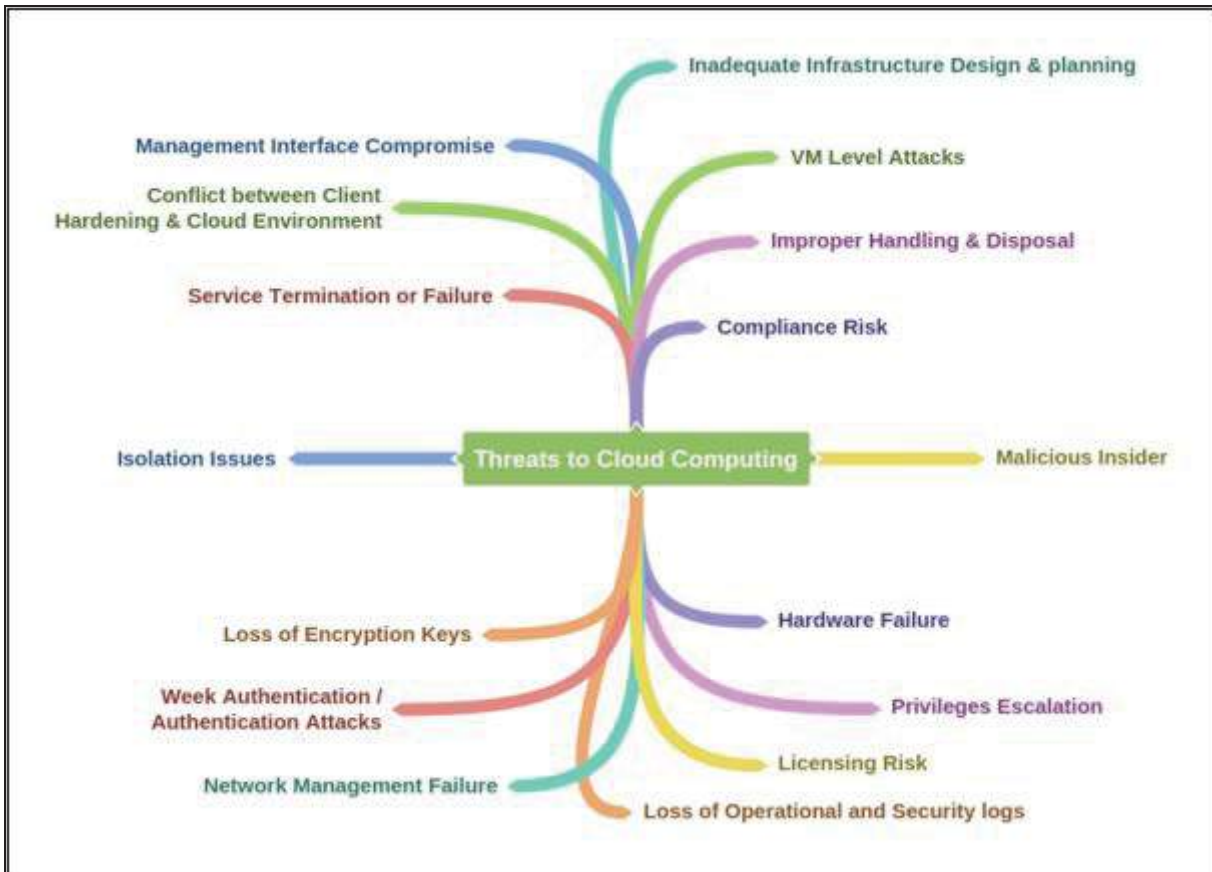 Inadequate Infrastructure Design & planning
Management Interface Compromise
VM Level Attacks
Conflict between Client
Hardening & Cloud Environment
Improper Handling & Disposal
Service Termination or Failure
Compliance Risk
Isolation Issues
Threats to Cloud Computing
Malicious Insider
Hardware Failure
Loss of Encryption Keys
Week Authentication /
Authentication Attacks
Privileges Escalation
Licensing Risk
Network Management Failure
Loss of Operational and Security logs